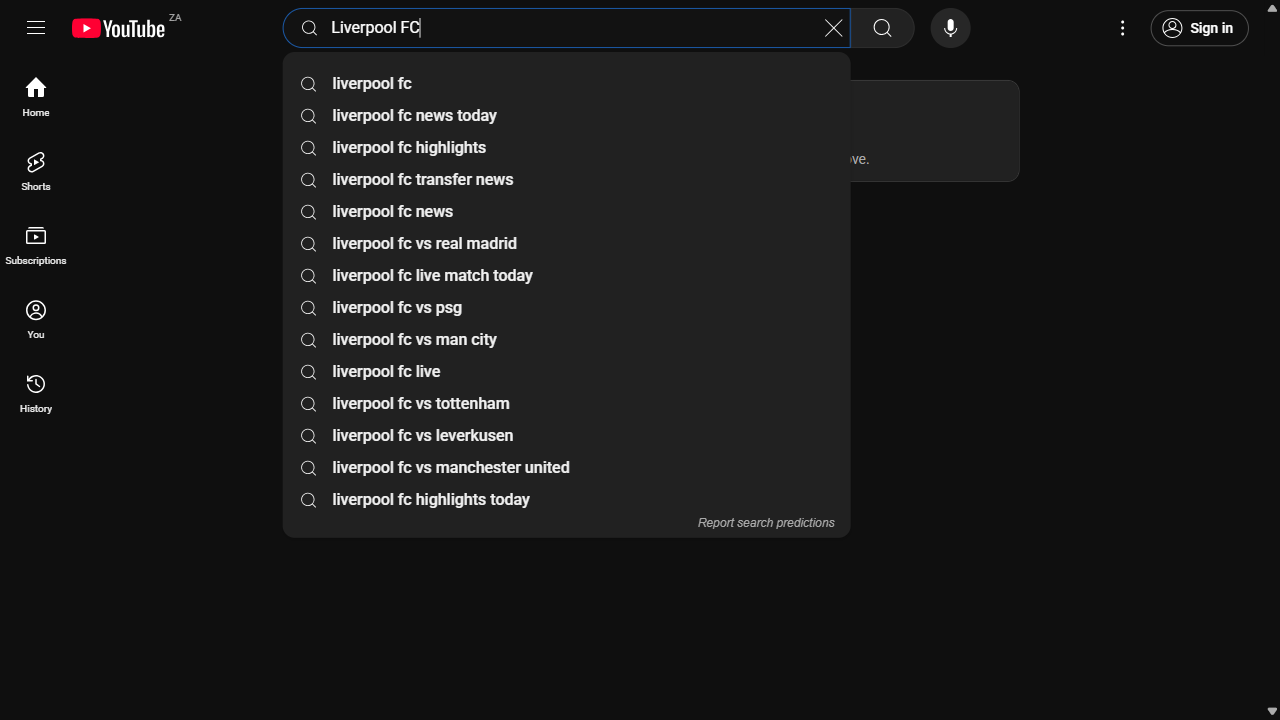 YouTube ZA
Liverpool FC
Sign in
Home
Shorts
Subscriptions
You
History
liverpool fc
liverpool fc news today
liverpool fc highlights
liverpool fc transfer news
liverpool fc news
liverpool fc vs real madrid
liverpool fc live match today
liverpool fc vs psg
liverpool fc vs man city
liverpool fc live
liverpool fc vs tottenham
liverpool fc vs leverkusen
liverpool fc vs manchester united
liverpool fc highlights today
Report search predictions